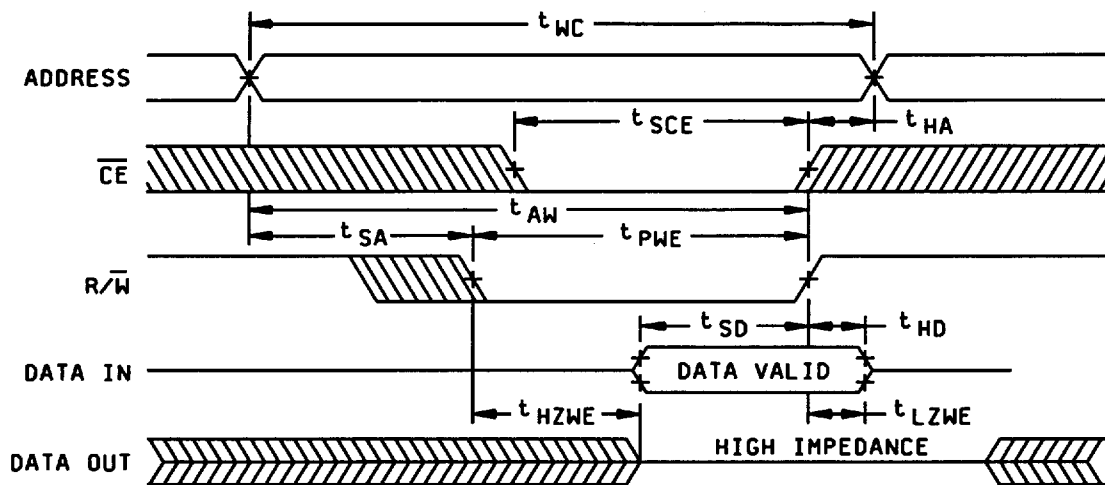 t WC
ADDRESS
t SCE
t HA
CE
t AW
t SA
t PWE
R/W
t SD
t HD
DATA IN
DATA VALID
t HZWE
t LZWE
DATA OUT
HIGH IMPEDANCE